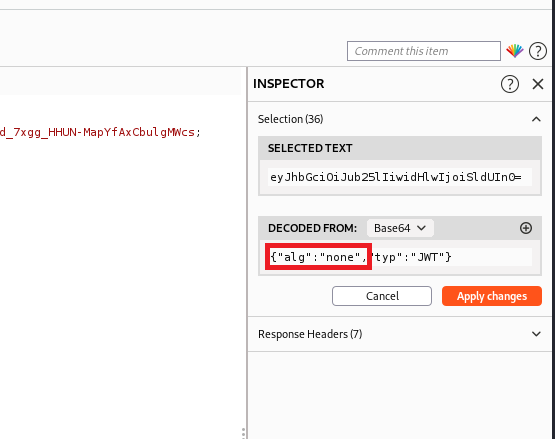 Comment this item
INSPECTOR
d_7xgg_HHUN-MapYfAxCbulgMWcs;
Selection (36)
SELECTED TEXT
eyJhbGciOiJub25lIiwidHlwIjoiSldUIn0=
DECODED FROM: Base64
{"alg":"none","typ":"JWT"}
Cancel Apply changes
Response Headers (7)